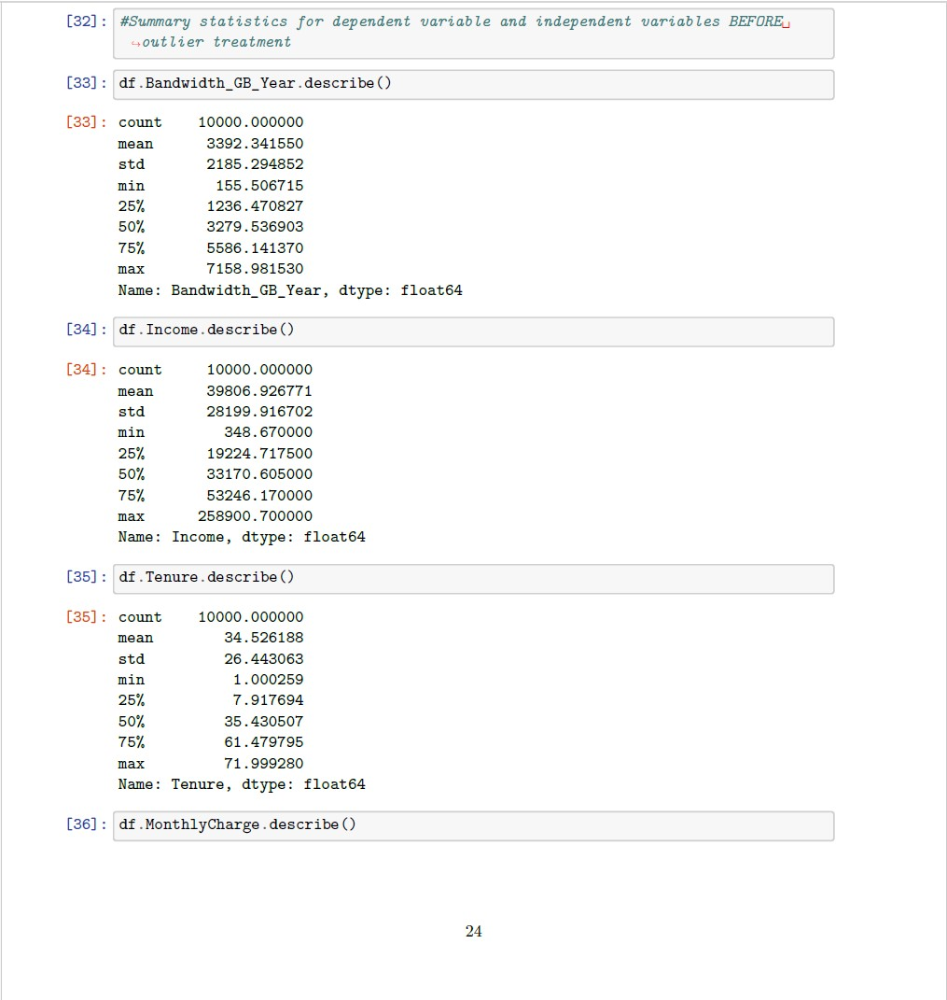 [32]: #Summary statistics for dependent variable and independent variables BEFORE␣
↪outlier treatment
[33]: df.Bandwidth_GB_Year.describe()
[33]: count    10000.000000
mean      3392.341550
std       2185.294852
min        155.506715
25%       1236.470827
50%       3279.536903
75%       5586.141370
max       7158.981530
Name: Bandwidth_GB_Year, dtype: float64
[34]: df.Income.describe()
[34]: count     10000.000000
mean      39806.926771
std       28199.916702
min         348.670000
25%       19224.717500
50%       33170.605000
75%       53246.170000
max      258900.700000
Name: Income, dtype: float64
[35]: df.Tenure.describe()
[35]: count    10000.000000
mean        34.526188
std         26.443063
min          1.000259
25%          7.917694
50%         35.430507
75%         61.479795
max         71.999280
Name: Tenure, dtype: float64
[36]: df.MonthlyCharge.describe()
24